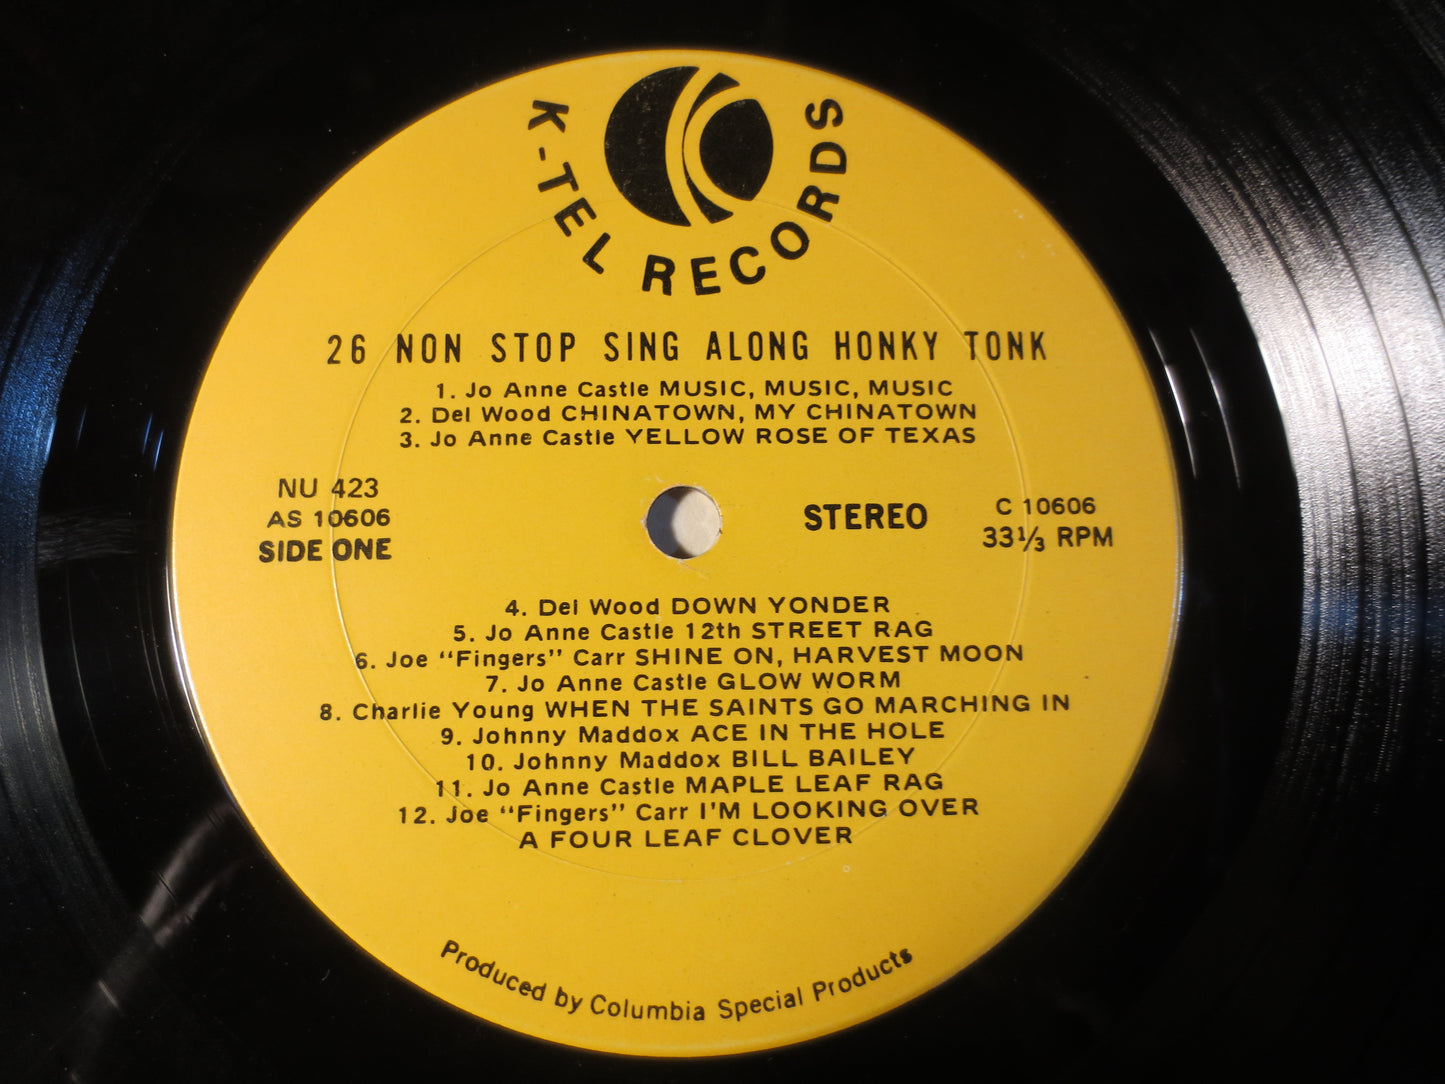 K-TEL RECORDS
26 NON STOP SING ALONG HONKY TONK
1. Jo Anne Castle MUSIC, MUSIC, MUSIC
2. Del Wood CHINATOWN, MY CHINATOWN
3. Jo Anne Castle YELLOW ROSE OF TEXAS
NU 423
AS 10606
SIDE ONE
STEREO
C 10606
33⅓ RPM
4. Del Wood DOWN YONDER
5. Jo Anne Castle 12th STREET RAG
6. Joe "Fingers" Carr SHINE ON, HARVEST MOON
7. Jo Anne Castle GLOW WORM
8. Charlie Young WHEN THE SAINTS GO MARCHING IN
9. Johnny Maddox ACE IN THE HOLE
10. Johnny Maddox BILL BAILEY
11. Jo Anne Castle MAPLE LEAF RAG
12. Joe "Fingers" Carr I'M LOOKING OVER
A FOUR LEAF CLOVER
Produced by Columbia Special Products